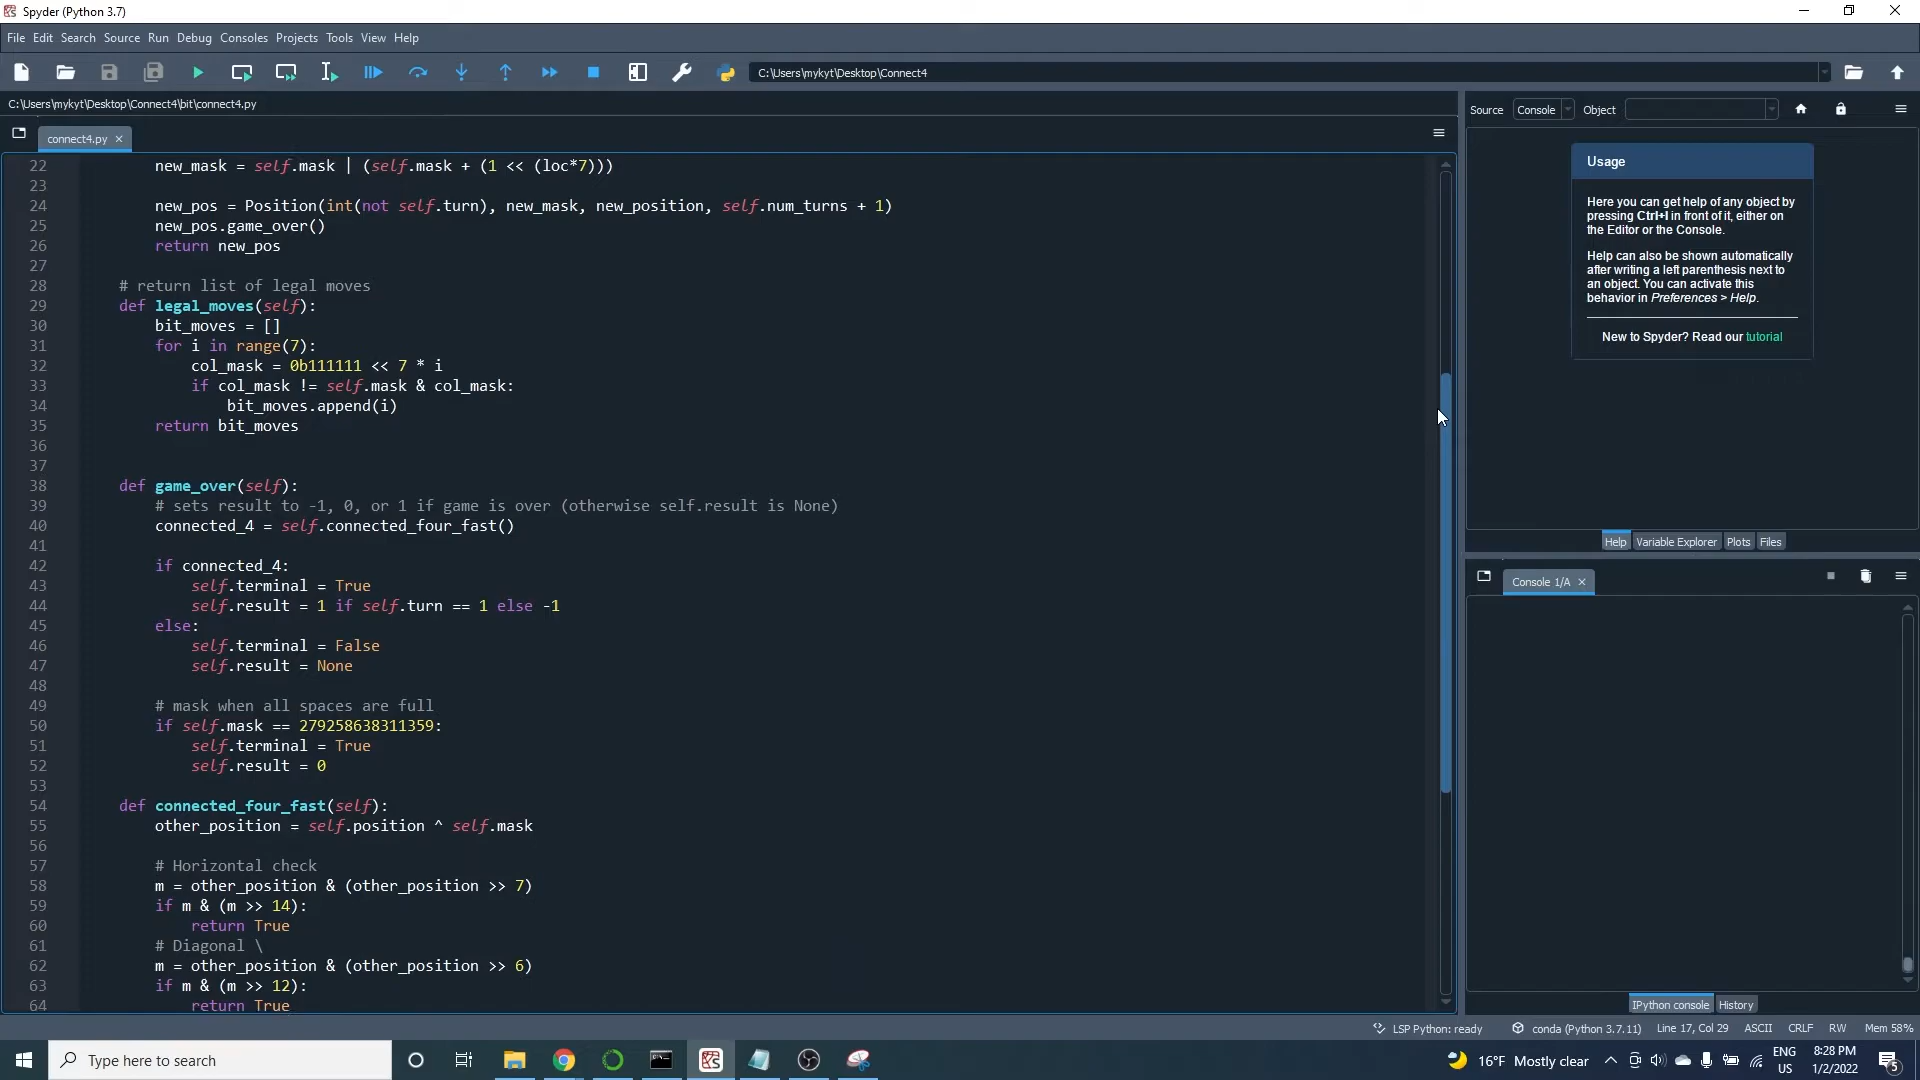 Spyder (Python 3.7)
File Edit Search Source Run Debug Consoles Projects Tools View Help
C:\Users\mykyt\Desktop\Connect4
C:\Users\mykyt\Desktop\Connect4\bit\connect4.py
connect4.py
22 new_mask = self.mask | (self.mask + (1 << (loc*7)))
23
24 new_pos = Position(int(not self.turn), new_mask, new_position, self.num_turns + 1)
25 new_pos.game_over()
26 return new_pos
27
28 # return list of legal moves
29 def legal_moves(self):
30 bit_moves = []
31 for i in range(7):
32 col_mask = 0b111111 << 7 * i
33 if col_mask != self.mask & col_mask:
34 bit_moves.append(i)
35 return bit_moves
36
37
38 def game_over(self):
39 # sets result to -1, 0, or 1 if game is over (otherwise self.result is None)
40 connected_4 = self.connected_four_fast()
41
42 if connected_4:
43 self.terminal = True
44 self.result = 1 if self.turn == 1 else -1
45 else:
46 self.terminal = False
47 self.result = None
48
49 # mask when all spaces are full
50 if self.mask == 279258638311359:
51 self.terminal = True
52 self.result = 0
53
54 def connected_four_fast(self):
55 other_position = self.position ^ self.mask
56
57 # Horizontal check
58 m = other_position & (other_position >> 7)
59 if m & (m >> 14):
60 return True
61 # Diagonal \
62 m = other_position & (other_position >> 6)
63 if m & (m >> 12):
64 return True
Source Console Object
Usage
Here you can get help of any object by
pressing Ctrl+I in front of it, either on
the Editor or the Console.
Help can also be shown automatically
after writing a left parenthesis next to
an object. You can activate this
behavior in Preferences > Help.
New to Spyder? Read our tutorial
Help Variable Explorer Plots Files
Console 1/A
IPython console History
LSP Python: ready conda (Python 3.7.11) Line 17, Col 29 ASCII CRLF RW Mem 58%
Type here to search
16°F Mostly clear
ENG
US
8:28 PM
1/2/2022
5